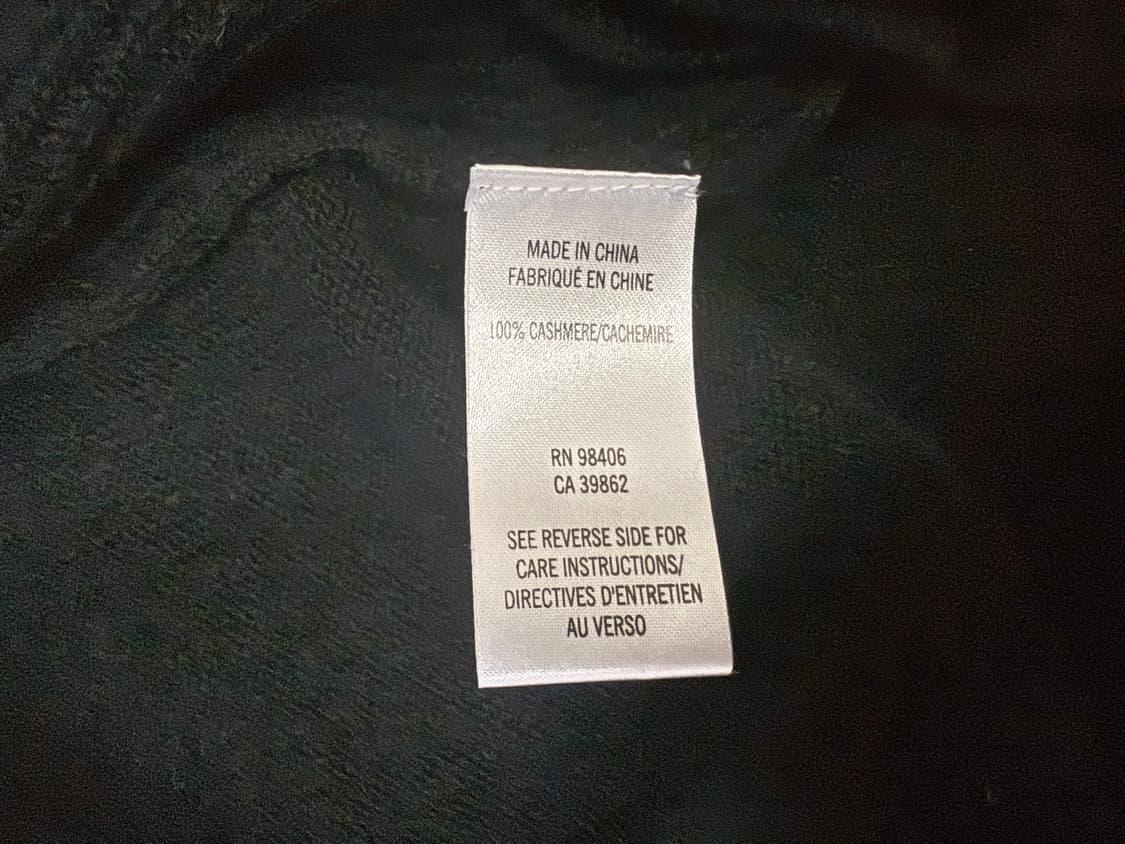 MADE IN CHINA
FABRIQUÉ EN CHINE
100% CASHMERE/CACHEMIRE
RN 98406
CA 39862
SEE REVERSE SIDE FOR
CARE INSTRUCTIONS/
DIRECTIVES D'ENTRETIEN
AU VERSO